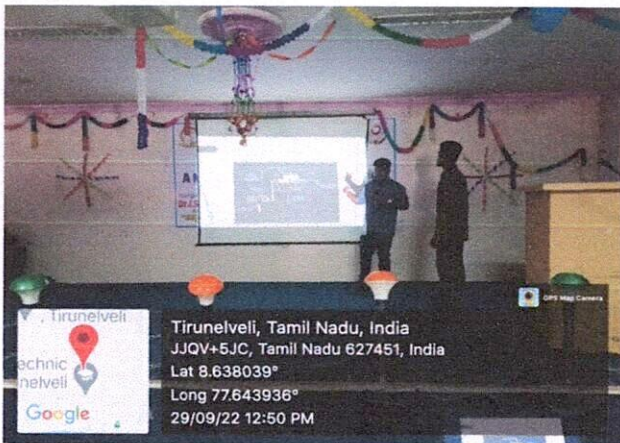 AN
GPS Map Camera
, Tirunelveli
echnic
nelveli
Google
Tirunelveli, Tamil Nadu, India
JJQV+5JC, Tamil Nadu 627451, India
Lat 8.638039°
Long 77.643936°
29/09/22 12:50 PM